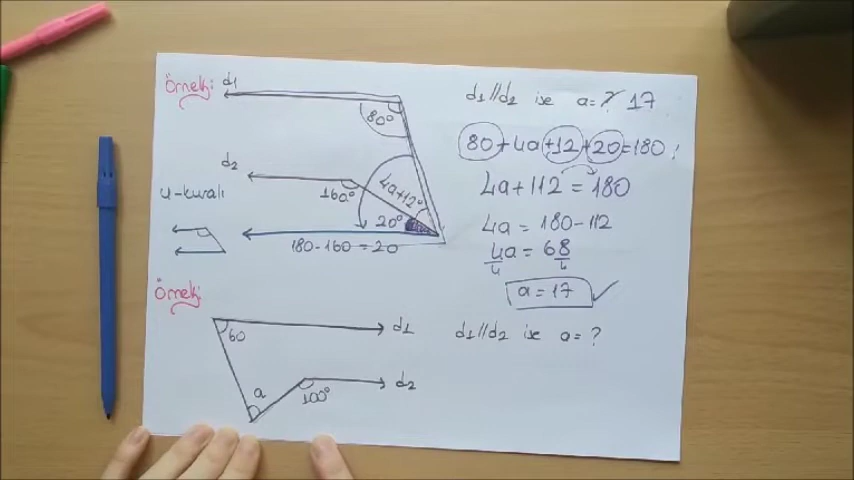 Örnek:
d1
80°
d2
160°
4a+12°
20°
180-160=20
u-kuralı
d1//d2 ise a=? 17
80+4a+12+20=180
4a+112=180
4a=180-112
4a=68
4 4
a=17
Örnek:
d1
60
a
100°
d2
d1//d2 ise a=?